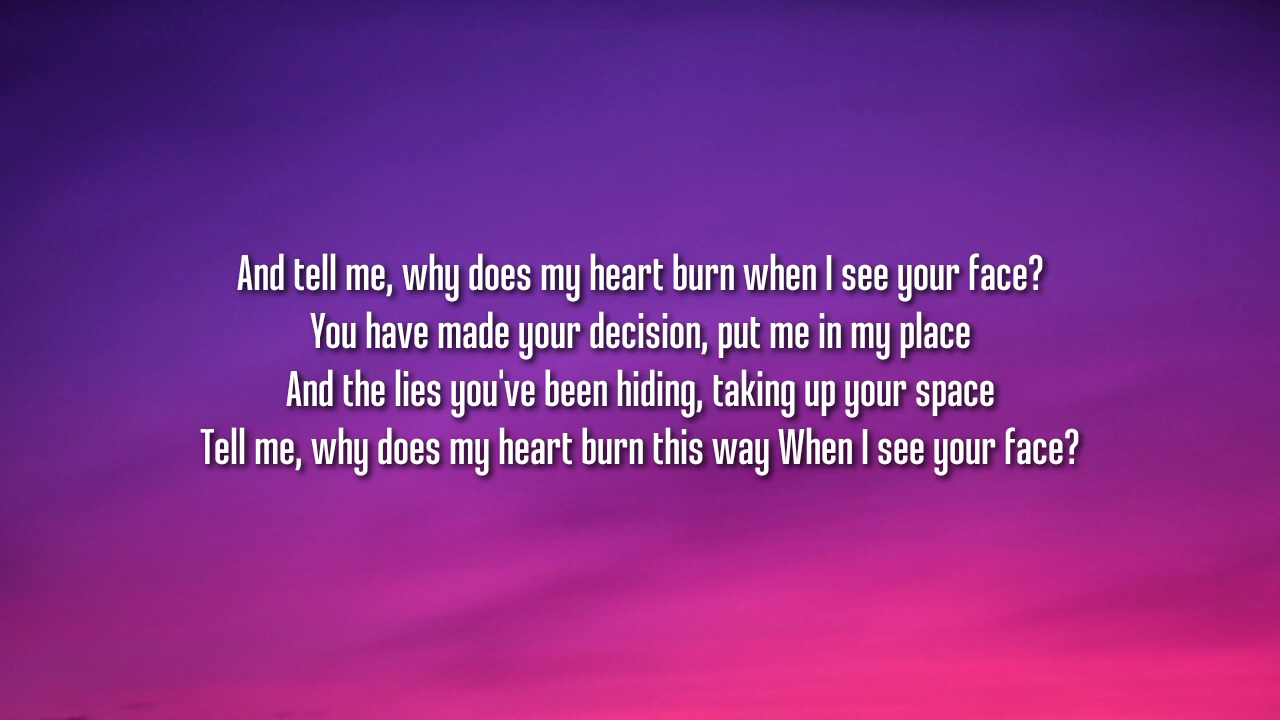 And tell me, why does my heart burn when I see your face?
You have made your decision, put me in my place
And the lies you've been hiding, taking up your space
Tell me, why does my heart burn this way When I see your face?